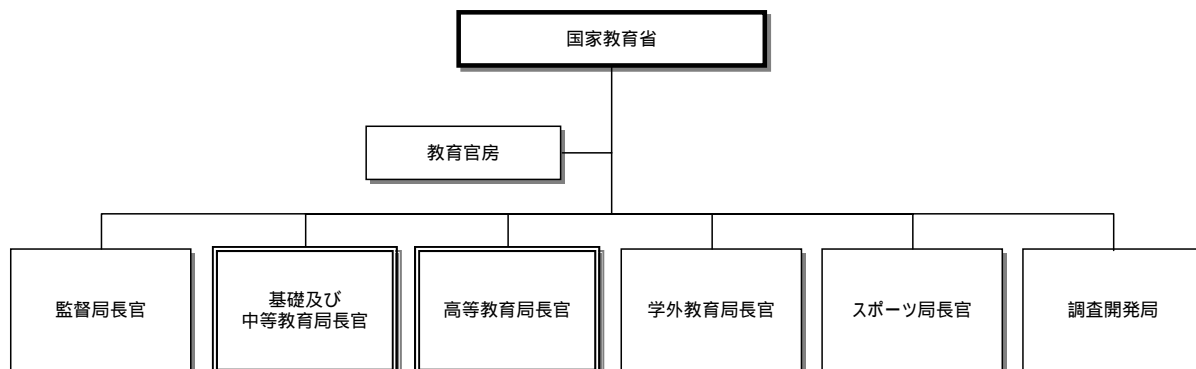 国家教育省
教育官房
監督局長官
基礎及び
中等教育局長官
高等教育局長官
学外教育局長官
スポーツ局長官
調査開発局